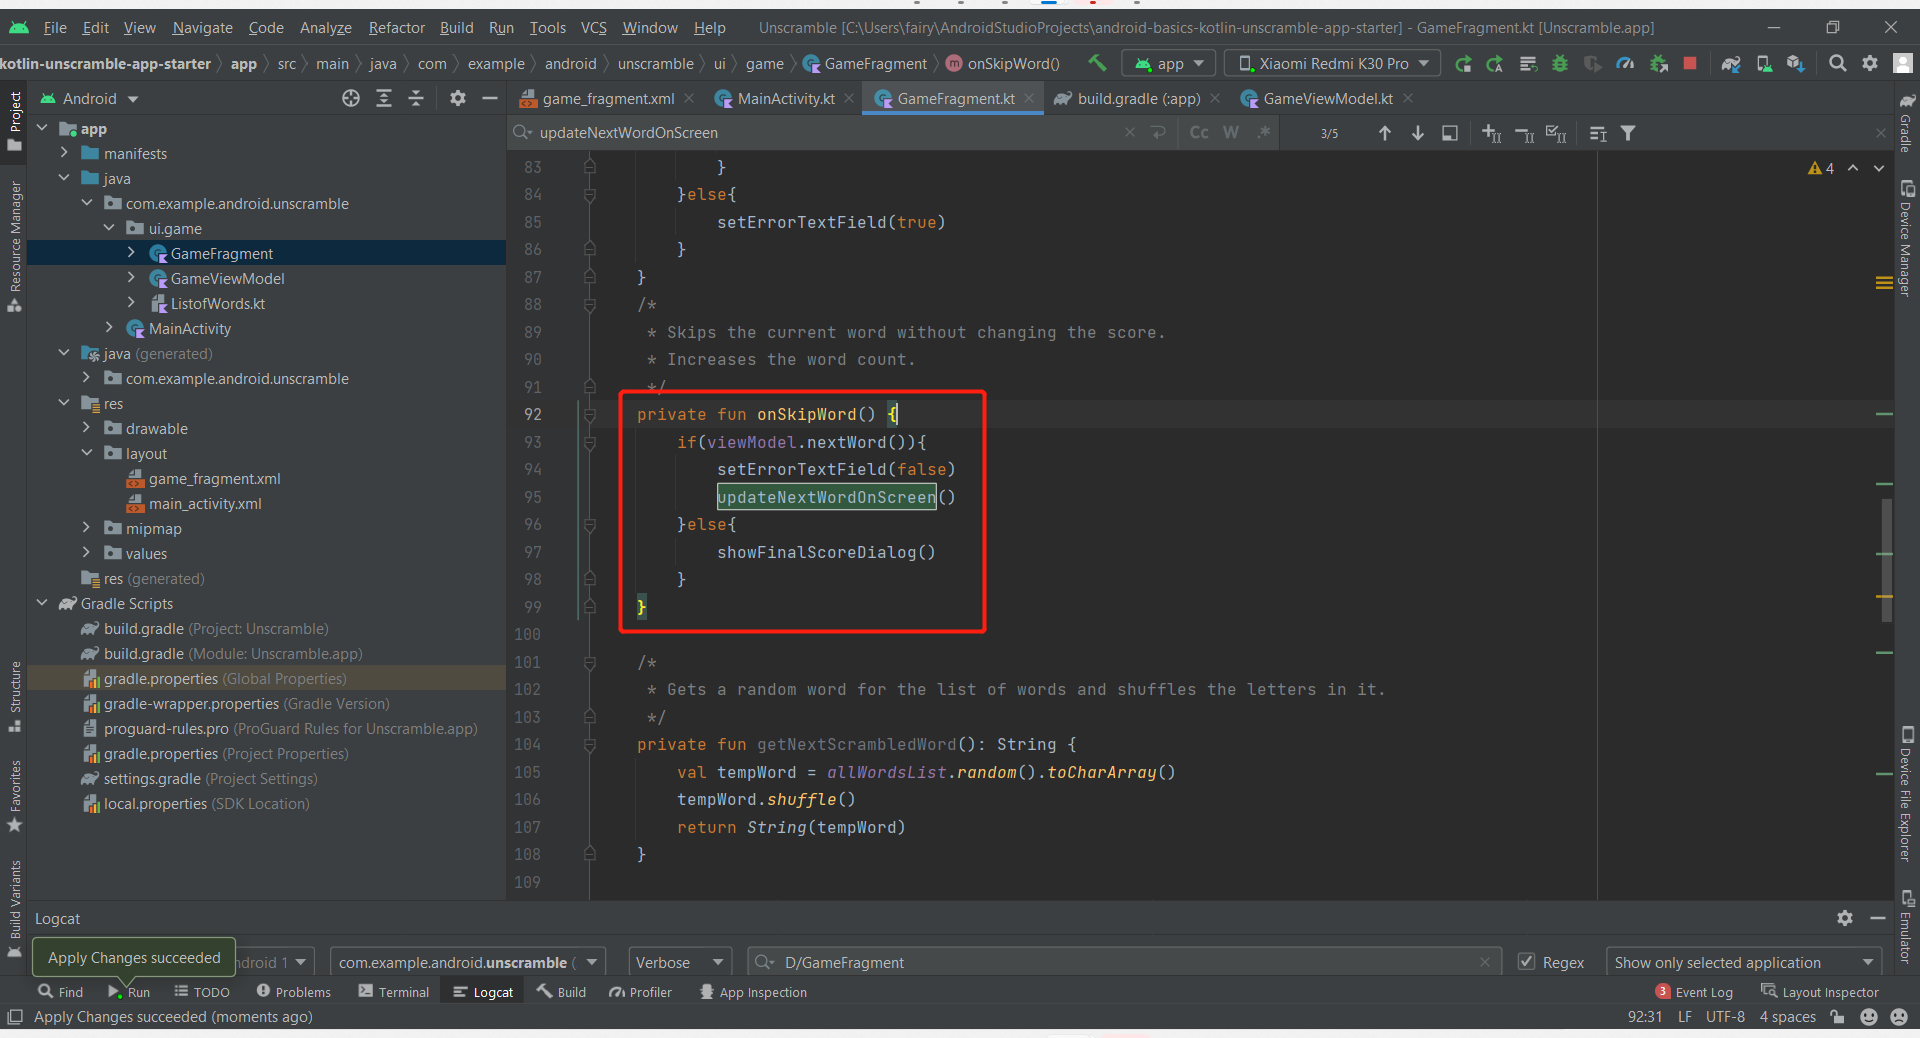 File Edit View Navigate Code Analyze Refactor Build Run Tools VCS Window Help Unscramble [C:\Users\fairy\AndroidStudioProjects\android-basics-kotlin-unscramble-app-starter] - GameFragment.kt [Unscramble.app]
kotlin-unscramble-app-starter app src main java com example android unscramble ui game GameFragment m onSkipWord() app Xiaomi Redmi K30 Pro
Project
Android
game_fragment.xml MainActivity.kt GameFragment.kt build.gradle (:app) GameViewModel.kt
updateNextWordOnScreen Cc W .* 3/5
app
manifests
java
com.example.android.unscramble
ui.game
GameFragment
GameViewModel
ListofWords.kt
MainActivity
java (generated)
com.example.android.unscramble
res
drawable
layout
game_fragment.xml
main_activity.xml
mipmap
values
res (generated)
Gradle Scripts
build.gradle (Project: Unscramble)
build.gradle (Module: Unscramble.app)
gradle.properties (Global Properties)
gradle-wrapper.properties (Gradle Version)
proguard-rules.pro (ProGuard Rules for Unscramble.app)
gradle.properties (Project Properties)
settings.gradle (Project Settings)
local.properties (SDK Location)
Resource Manager
Structure
Favorites
Build Variants
4
83 }
84 }else{
85 setErrorTextField(true)
86 }
87 }
88 /*
89 * Skips the current word without changing the score.
90 * Increases the word count.
91 */
92 private fun onSkipWord() {
93 if(viewModel.nextWord()){
94 setErrorTextField(false)
95 updateNextWordOnScreen()
96 }else{
97 showFinalScoreDialog()
98 }
99 }
100
101 /*
102 * Gets a random word for the list of words and shuffles the letters in it.
103 */
104 private fun getNextScrambledWord(): String {
105 val tempWord = allWordsList.random().toCharArray()
106 tempWord.shuffle()
107 return String(tempWord)
108 }
109
Gradle
Device Manager
Device File Explorer
Emulator
Logcat
Apply Changes succeeded
ndroid 1 com.example.android.unscramble ( Verbose D/GameFragment Regex Show only selected application
Find Run TODO Problems Terminal Logcat Build Profiler App Inspection 3 Event Log Layout Inspector
Apply Changes succeeded (moments ago) 92:31 LF UTF-8 4 spaces